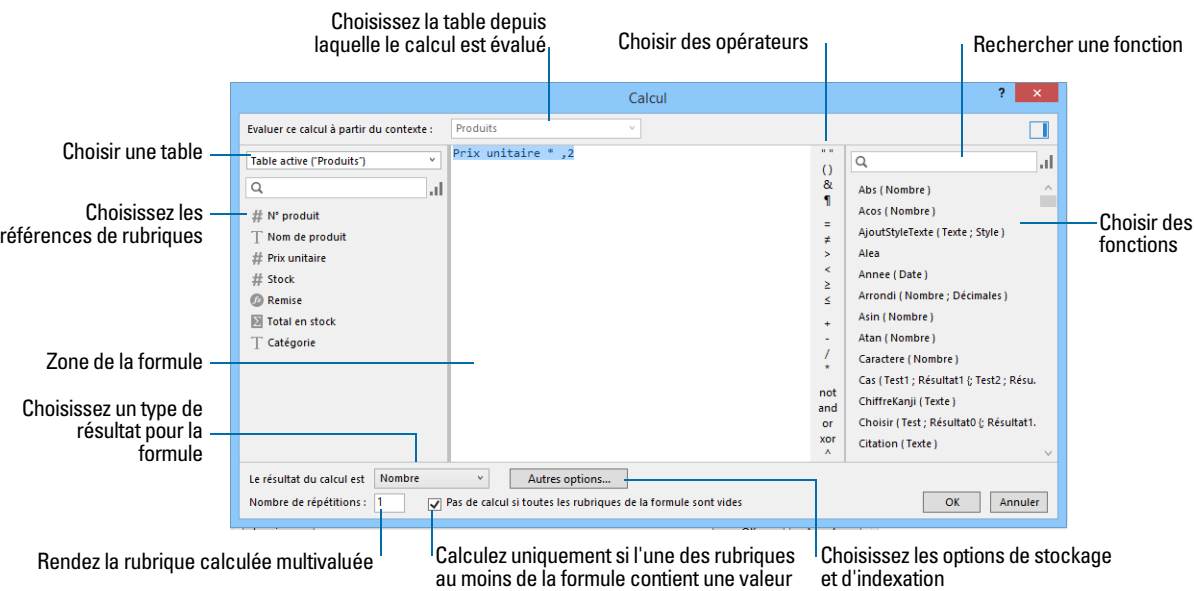 Choisissez la table depuis
laquelle le calcul est évalué
Choisir des opérateurs
Rechercher une fonction
Calcul
?
Evaluer ce calcul à partir du contexte :
Produits
Choisir une table
Table active ("Produits")
Prix unitaire * ,2
Choisissez les
références de rubriques
N° produit
Nom de produit
Prix unitaire
Stock
Remise
Total en stock
Catégorie
" "
( )
&
¶
=
≠
>
<
≥
≤
+
-
/
*
not
and
or
xor
^
Abs ( Nombre )
Acos ( Nombre )
AjoutStyleTexte ( Texte ; Style )
Alea
Annee ( Date )
Arrondi ( Nombre ; Décimales )
Asin ( Nombre )
Atan ( Nombre )
Caractere ( Nombre )
Cas ( Test1 ; Résultat1 {; Test2 ; Résu.
ChiffreKanji ( Texte )
Choisir ( Test ; Résultat0 {; Résultat1.
Citation ( Texte )
Choisir des
fonctions
Zone de la formule
Choisissez un type de
résultat pour la
formule
Le résultat du calcul est
Nombre
Autres options...
Nombre de répétitions :
1
Pas de calcul si toutes les rubriques de la formule sont vides
OK
Annuler
Rendez la rubrique calculée multivaluée
Calculez uniquement si l'une des rubriques
au moins de la formule contient une valeur
Choisissez les options de stockage
et d'indexation